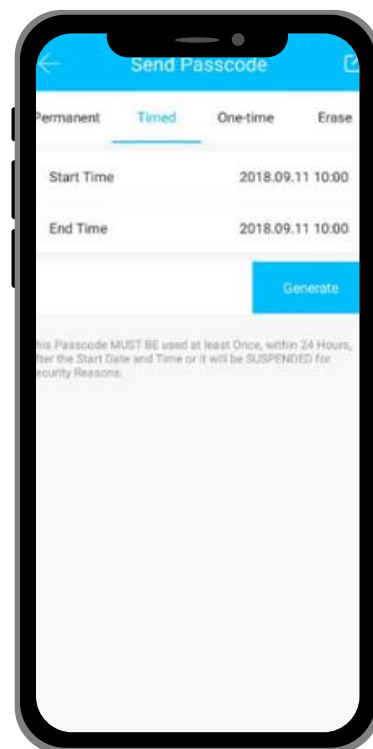 Send Passcode
Permanent Timed One-time Erase
Start Time 2018.09.11 10:00
End Time 2018.09.11 10:00
Generate
his Passcode MUST BE used at least Once, within 24 Hours,
fter the Start Date and Time or it will be SUSPENDED for
ecurity Reasons.